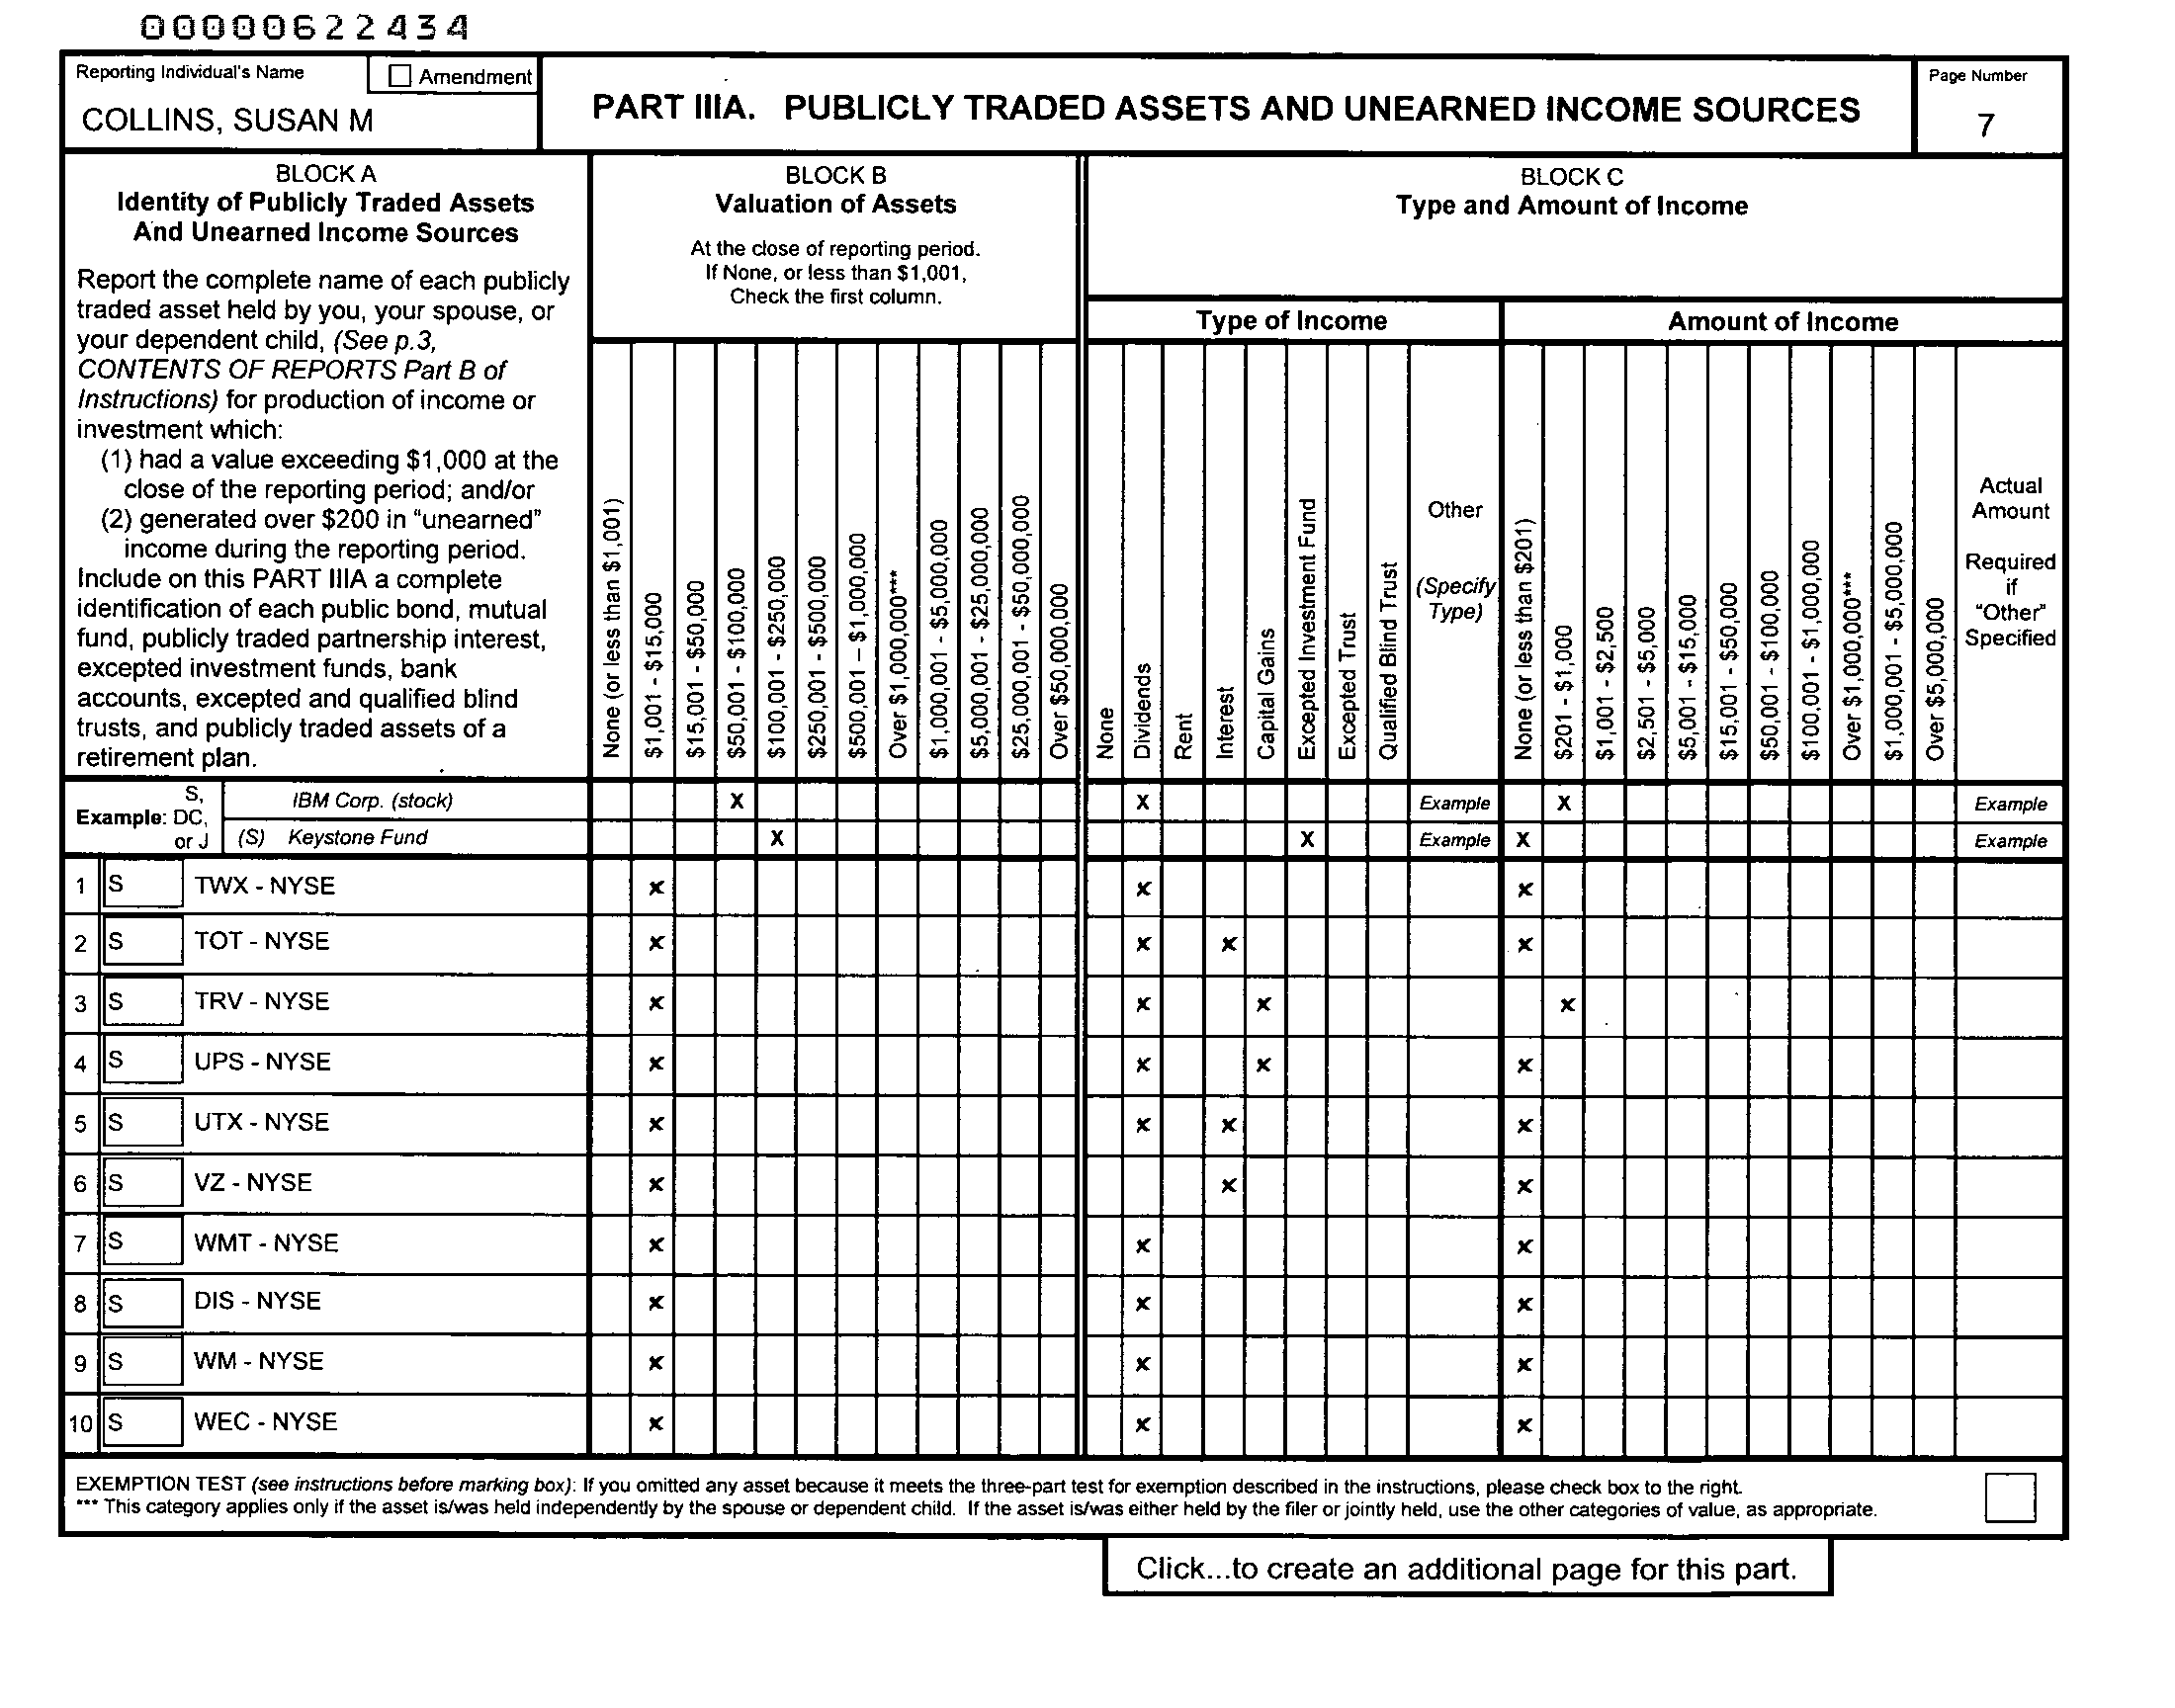 00000622434
Reporting Individual's Name
Amendment
COLLINS, SUSAN M
PART IIIA. PUBLICLY TRADED ASSETS AND UNEARNED INCOME SOURCES
Page Number
7
BLOCK A
Identity of Publicly Traded Assets
And Unearned Income Sources
Report the complete name of each publicly
traded asset held by you, your spouse, or
your dependent child, (See p.3,
CONTENTS OF REPORTS Part B of
Instructions) for production of income or
investment which:
(1) had a value exceeding $1,000 at the
close of the reporting period; and/or
(2) generated over $200 in "unearned"
income during the reporting period.
Include on this PART IIIA a complete
identification of each public bond, mutual
fund, publicly traded partnership interest,
excepted investment funds, bank
accounts, excepted and qualified blind
trusts, and publicly traded assets of a
retirement plan.
BLOCK B
Valuation of Assets
At the close of reporting period.
If None, or less than $1,001,
Check the first column.
None (or less than $1,001)
$1,001 - $15,000
$15,001 - $50,000
$50,001 - $100,000
$100,001 - $250,000
$250,001 - $500,000
$500,001 – $1,000,000
Over $1,000,000***
$1,000,001 - $5,000,000
$5,000,001 - $25,000,000
$25,000,001 - $50,000,000
Over $50,000,000
BLOCK C
Type and Amount of Income
Type of Income
None
Dividends
Rent
Interest
Capital Gains
Excepted Investment Fund
Excepted Trust
Qualified Blind Trust
Other
(Specify
Type)
Amount of Income
None (or less than $201)
$201 - $1,000
$1,001 - $2,500
$2,501 - $5,000
$5,001 - $15,000
$15,001 - $50,000
$50,001 - $100,000
$100,001 - $1,000,000
Over $1,000,000***
$1,000,001 - $5,000,000
Over $5,000,000
Actual
Amount
Required
if
"Other"
Specified
Example: S, DC, or J
IBM Corp. (stock) X X Example X Example
(S) Keystone Fund X X Example X Example
1 S TWX - NYSE x x x
2 S TOT - NYSE x x x x
3 S TRV - NYSE x x x x
4 S UPS - NYSE x x x x
5 S UTX - NYSE x x x x
6 S VZ - NYSE x x x
7 S WMT - NYSE x x x
8 S DIS - NYSE x x x
9 S WM - NYSE x x x
10 S WEC - NYSE x x x
EXEMPTION TEST (see instructions before marking box): If you omitted any asset because it meets the three-part test for exemption described in the instructions, please check box to the right.
*** This category applies only if the asset is/was held independently by the spouse or dependent child. If the asset is/was either held by the filer or jointly held, use the other categories of value, as appropriate.
Click...to create an additional page for this part.